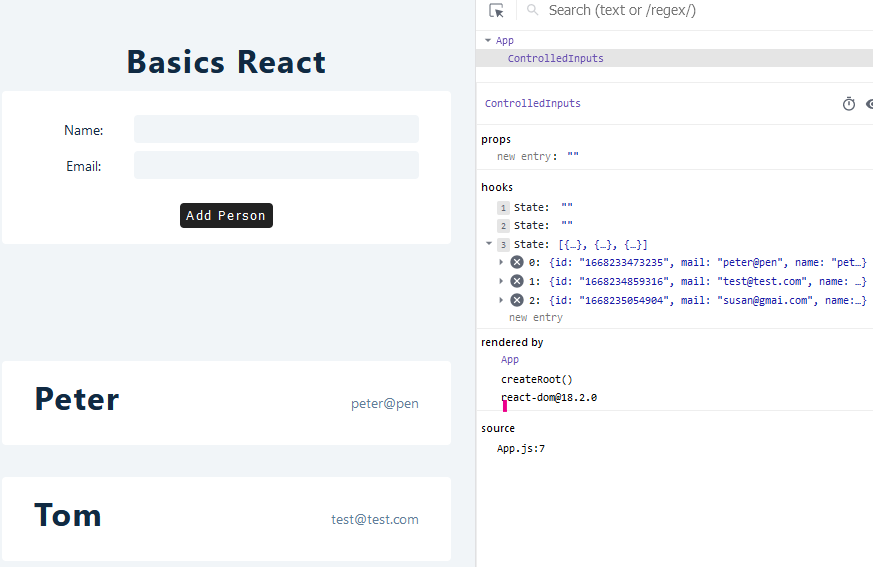 Basics React
Name:
Email:
Add Person
Peter
peter@pen
Tom
test@test.com
Search (text or /regex/)
App
ControlledInputs
ControlledInputs
props
new entry: ""
hooks
1 State: ""
2 State: ""
3 State: [{…}, {…}, {…}]
0: {id: "1668233473235", mail: "peter@pen", name: "pet…}
1: {id: "1668234859316", mail: "test@test.com", name: …}
2: {id: "1668235054904", mail: "susan@gmai.com", name:…}
new entry
rendered by
App
createRoot()
react-dom@18.2.0
source
App.js:7